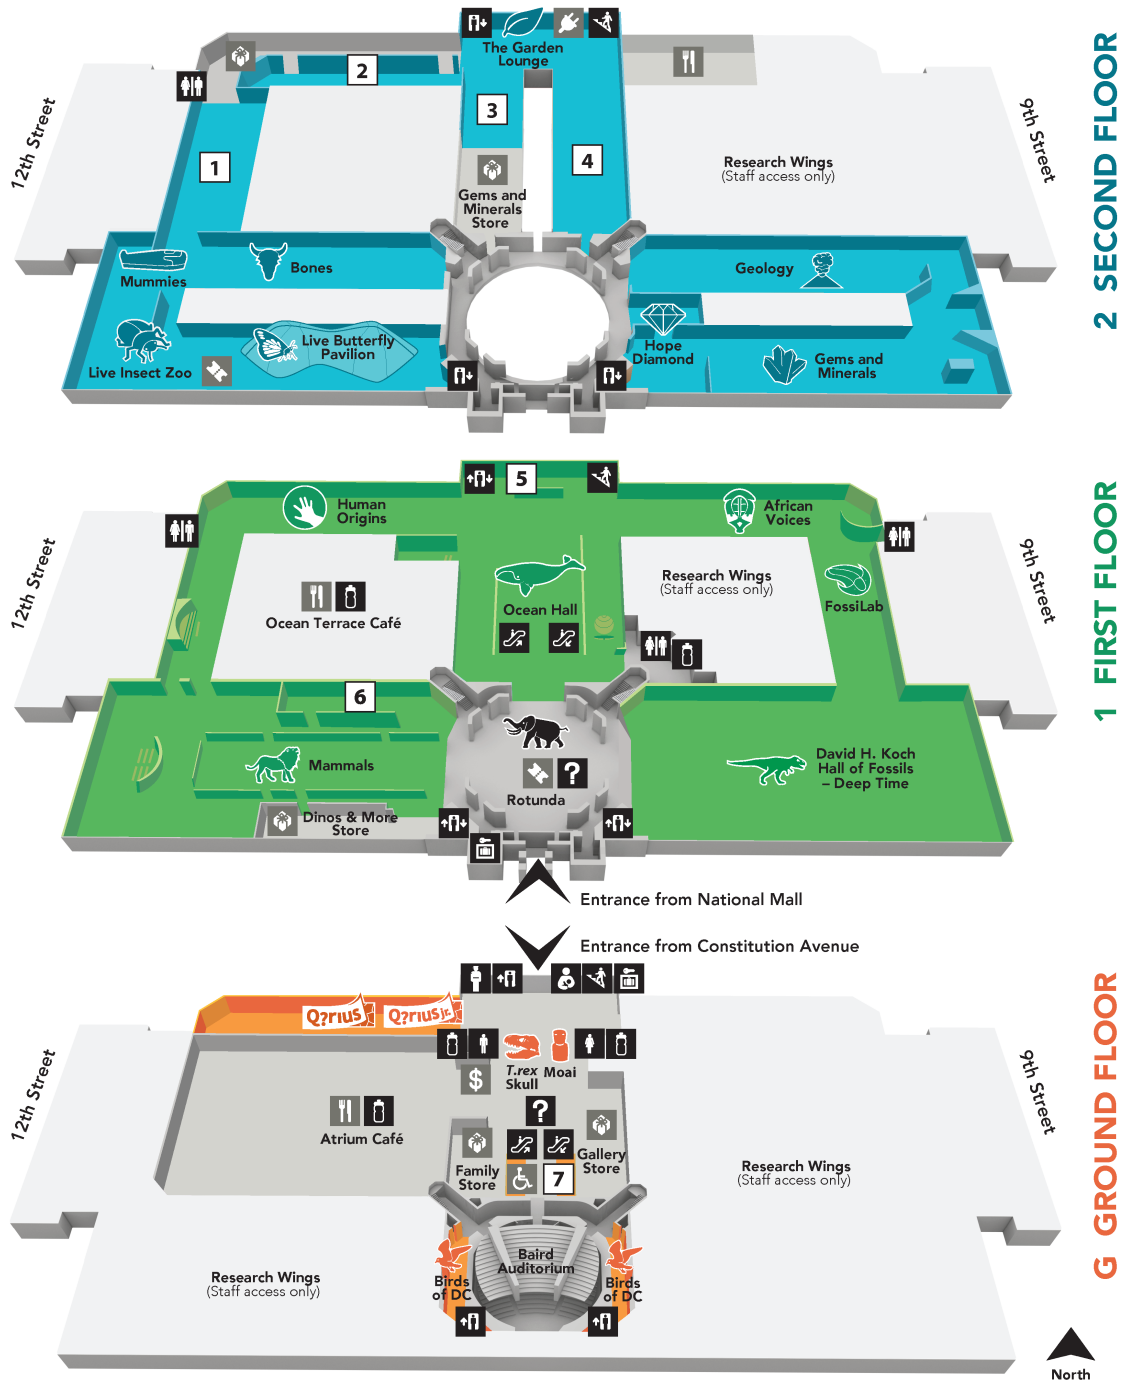 The Garden
Lounge
2
3
1
4
12th Street
9th Street
2 SECOND FLOOR
Research Wings
(Staff access only)
Gems and
Minerals
Store
Mummies
Bones
Geology
Live Insect Zoo
Live Butterfly
Pavilion
Hope
Diamond
Gems and
Minerals
5
Human
Origins
African
Voices
12th Street
9th Street
1 FIRST FLOOR
Ocean Terrace Café
Ocean Hall
Research Wings
(Staff access only)
FossiLab
6
Mammals
?
Rotunda
David H. Koch
Hall of Fossils
– Deep Time
Dinos & More
Store
Entrance from National Mall
Entrance from Constitution Avenue
Q?rius
Q?rius jr.
12th Street
9th Street
G GROUND FLOOR
$
T.rex
Skull
Moai
?
Atrium Café
Family
Store
7
Gallery
Store
Research Wings
(Staff access only)
Baird
Auditorium
Birds
of DC
Birds
of DC
Research Wings
(Staff access only)
North